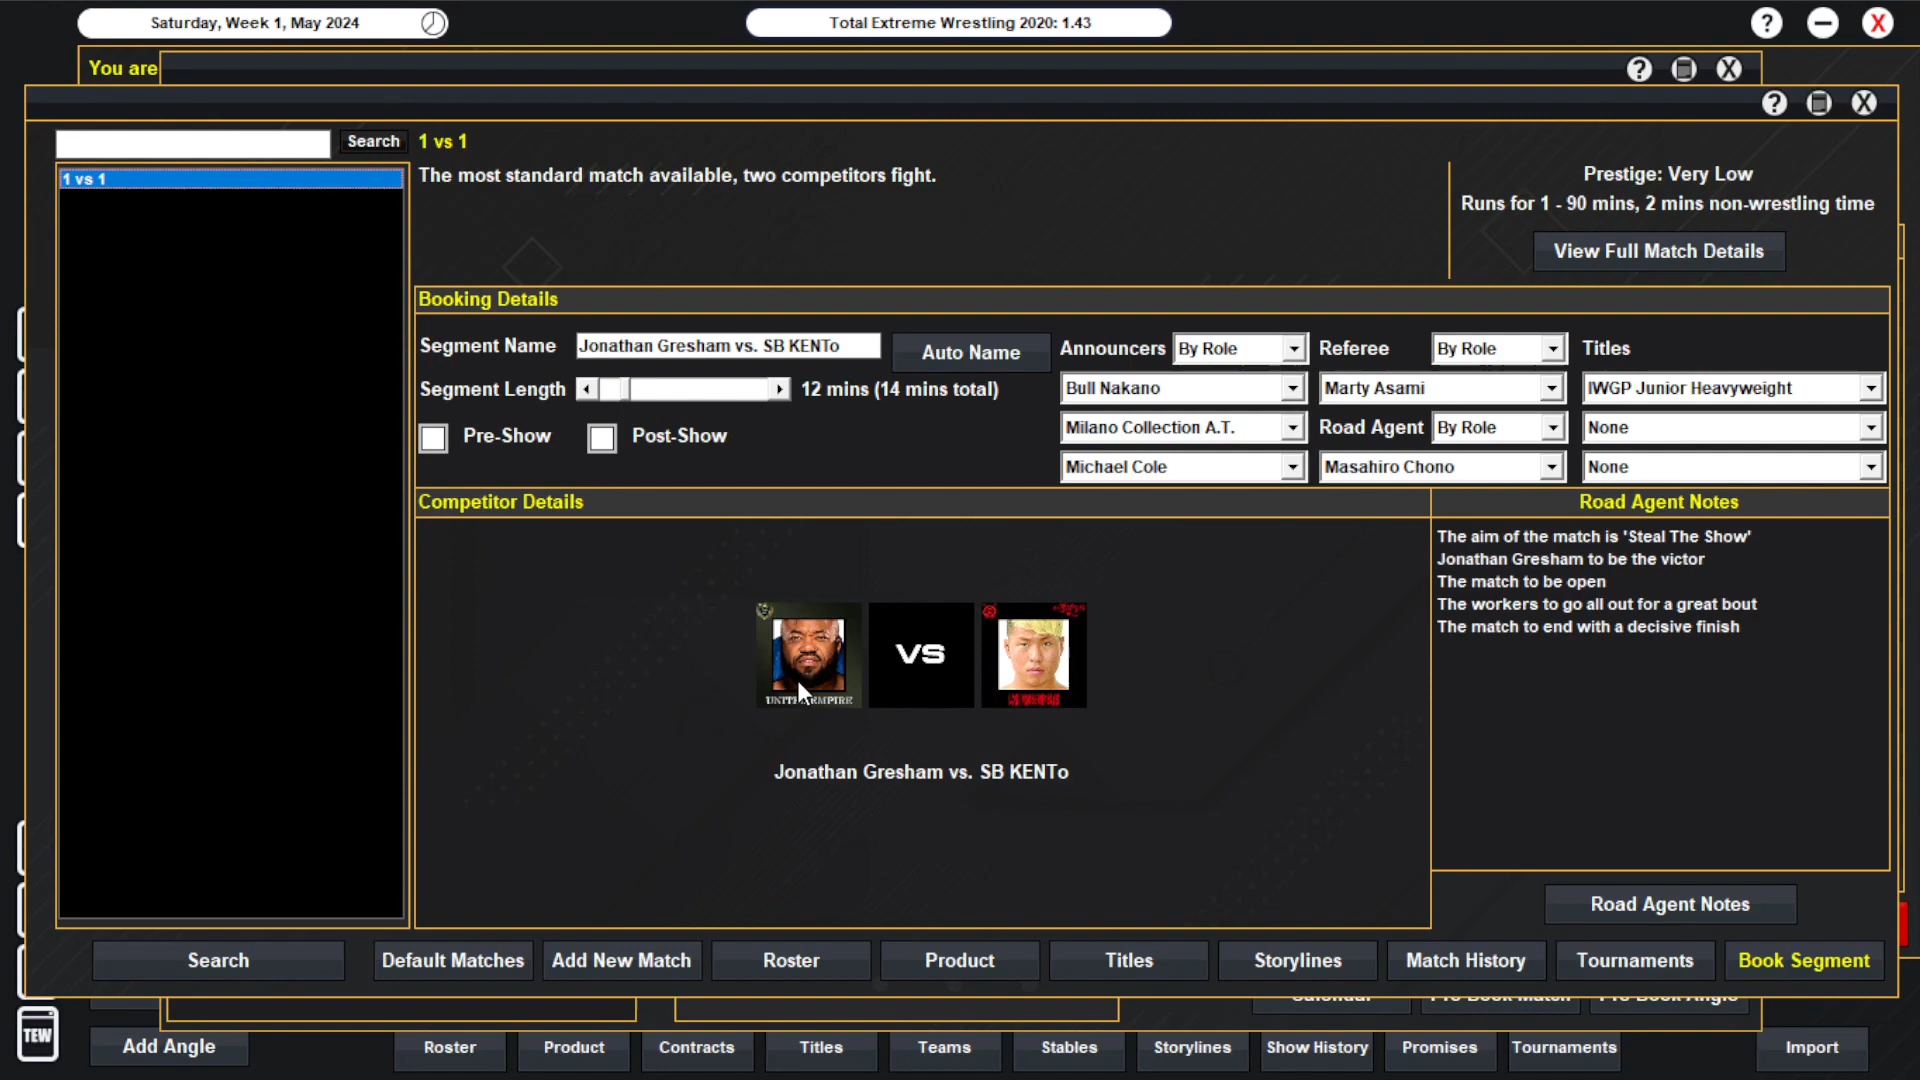 Saturday, Week 1, May 2024
Total Extreme Wrestling 2020: 1.43
?
X
You are
?
X
?
X
Search
1 vs 1
1 vs 1
The most standard match available, two competitors fight.
Prestige: Very Low
Runs for 1 - 90 mins, 2 mins non-wrestling time
View Full Match Details
Booking Details
Segment Name
Jonathan Gresham vs. SB KENTo
Auto Name
Announcers
By Role
Referee
By Role
Titles
Segment Length
12 mins (14 mins total)
Bull Nakano
Marty Asami
IWGP Junior Heavyweight
Pre-Show
Post-Show
Milano Collection A.T.
Road Agent
By Role
None
Michael Cole
Masahiro Chono
None
Competitor Details
Road Agent Notes
The aim of the match is 'Steal The Show'
Jonathan Gresham to be the victor
The match to be open
The workers to go all out for a great bout
The match to end with a decisive finish
VS
Jonathan Gresham vs. SB KENTo
Road Agent Notes
Search
Default Matches
Add New Match
Roster
Product
Titles
Storylines
Match History
Tournaments
Book Segment
Calendar
Pre Book Match
Pre Book Angle
TEW
Add Angle
Roster
Product
Contracts
Titles
Teams
Stables
Storylines
Show History
Promises
Tournaments
Import